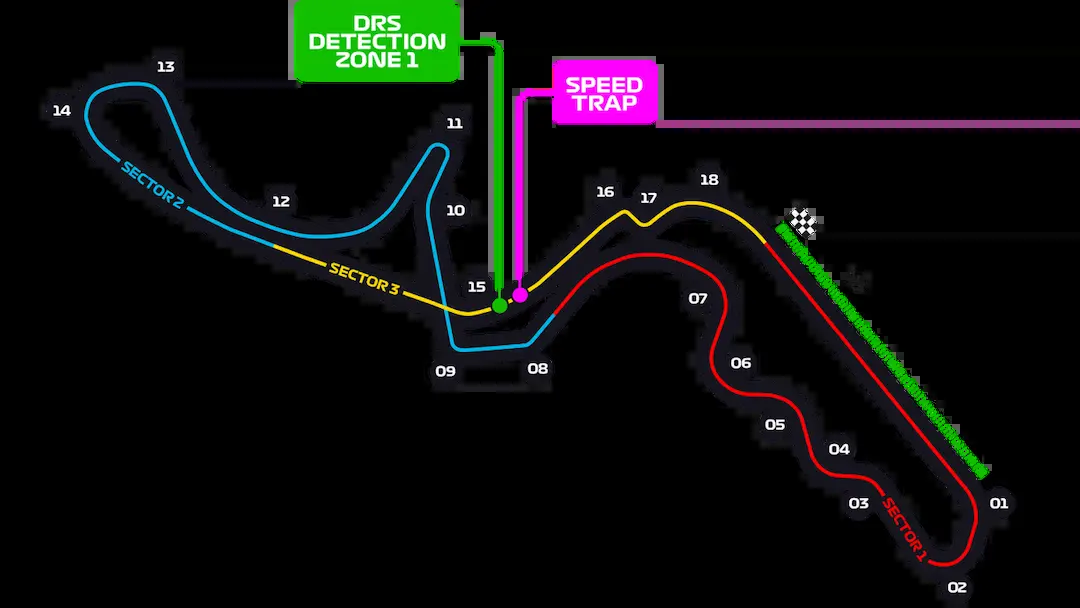 DRS
DETECTION
ZONE 1
SPEED
TRAP
13
14
11
SECTOR 2
12
10
16
17
18
SECTOR 3
15
07
09
08
06
05
04
03
SECTOR 1
01
02